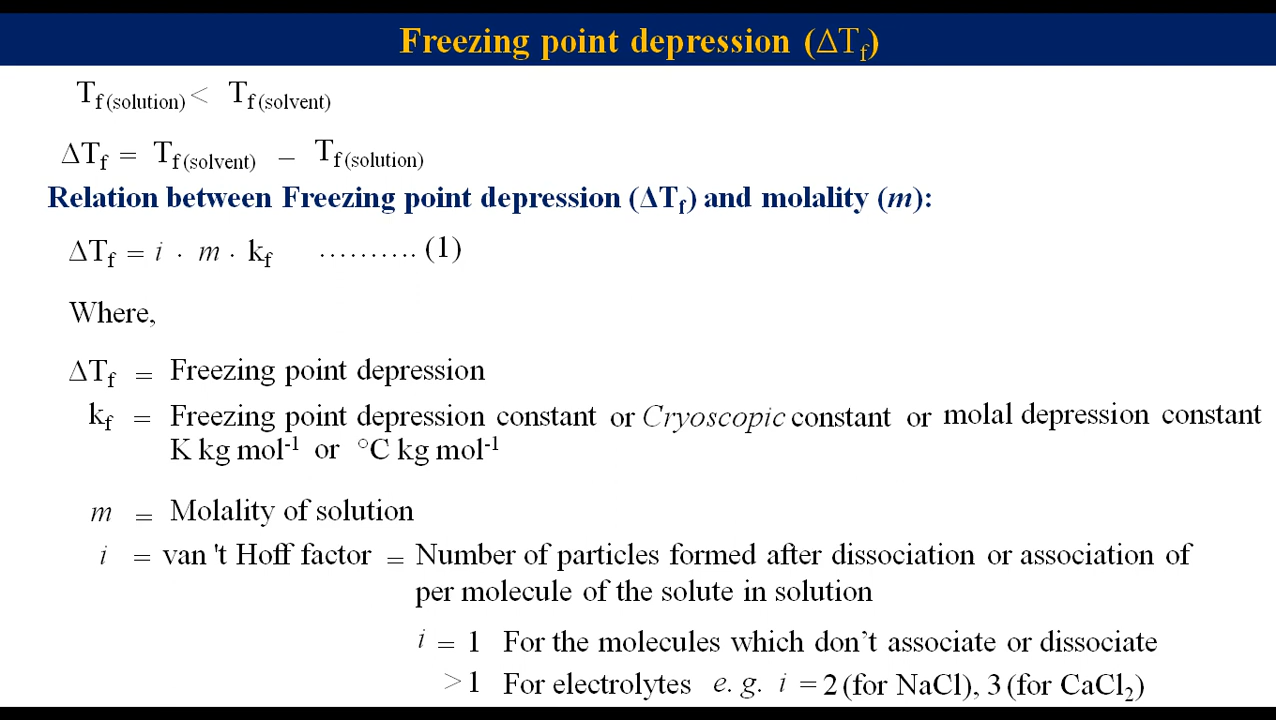 Freezing point depression (ΔTf)
Tf (solution) < Tf (solvent)
ΔTf = Tf (solvent) – Tf (solution)
Relation between Freezing point depression (ΔTf) and molality (m):
ΔTf = i · m · kf .......... (1)
Where,
ΔTf = Freezing point depression
kf = Freezing point depression constant or Cryoscopic constant or molal depression constant
K kg mol-1 or °C kg mol-1
m = Molality of solution
i = van 't Hoff factor = Number of particles formed after dissociation or association of
per molecule of the solute in solution
i = 1 For the molecules which don’t associate or dissociate
>1 For electrolytes e. g. i = 2 (for NaCl), 3 (for CaCl2)